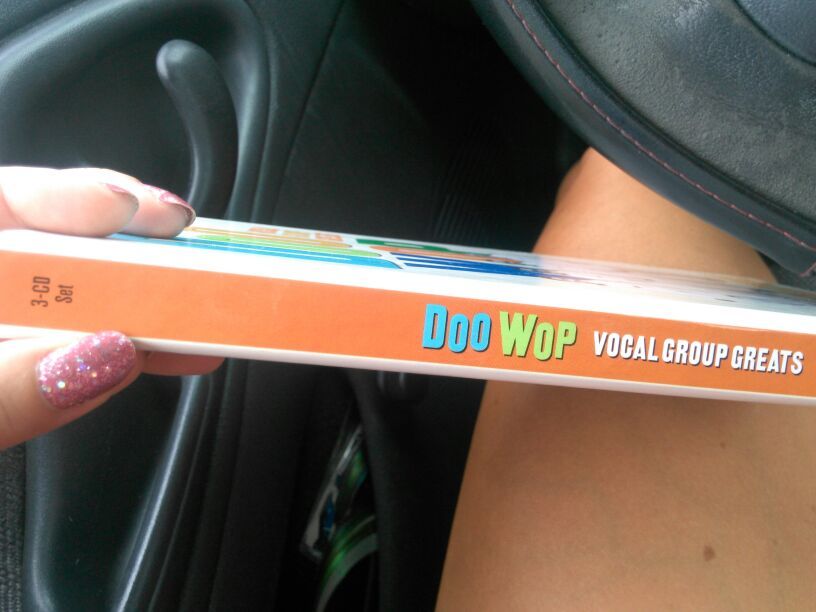 3-CD
Set
DOO WOP VOCAL GROUP GREATS